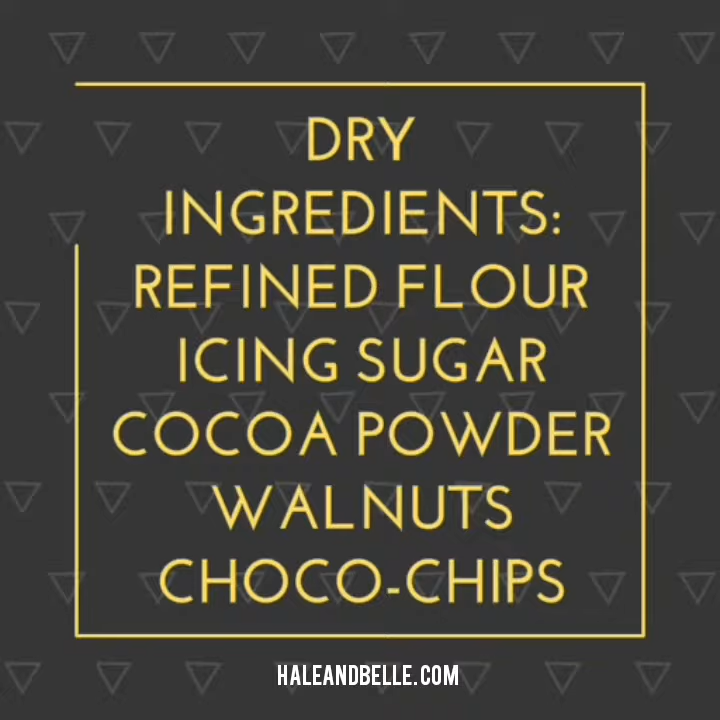 DRY
INGREDIENTS:
REFINED FLOUR
ICING SUGAR
COCOA POWDER
WALNUTS
CHOCO-CHIPS
HALEANDBELLE.COM